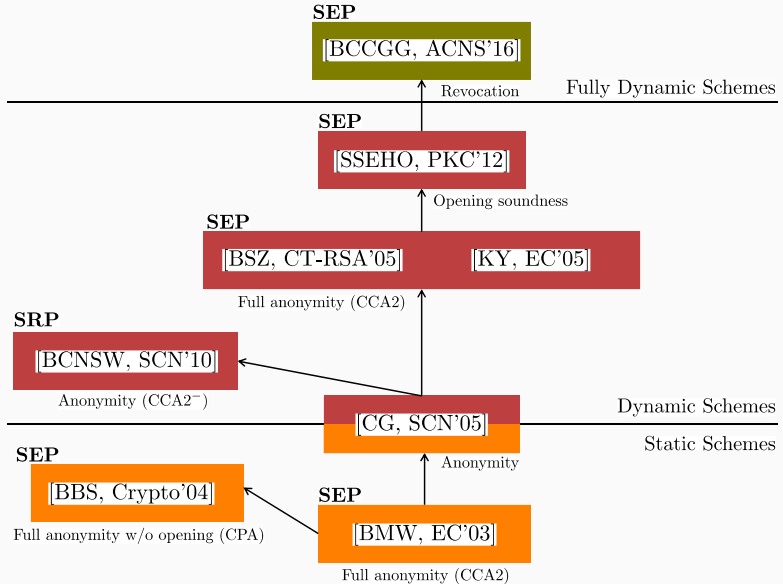 SEP
[BCCGG, ACNS'16]
Revocation
Fully Dynamic Schemes
SEP
[SSEHO, PKC'12]
Opening soundness
SEP
[BSZ, CT-RSA'05]
[KY, EC'05]
Full anonymity (CCA2)
SRP
[BCNSW, SCN'10]
Anonymity (CCA2⁻)
Dynamic Schemes
[CG, SCN'05]
Static Schemes
Anonymity
SEP
[BBS, Crypto'04]
Full anonymity w/o opening (CPA)
SEP
[BMW, EC'03]
Full anonymity (CCA2)